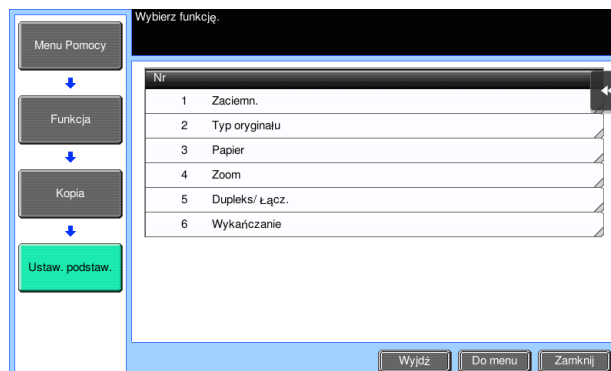 Wybierz funkcję.
Menu Pomocy
Funkcja
Kopia
Ustaw. podstaw.
Nr
1 Zaciemn.
2 Typ oryginału
3 Papier
4 Zoom
5 Dupleks/ Łącz.
6 Wykańczanie
Wyjdź Do menu Zamknij